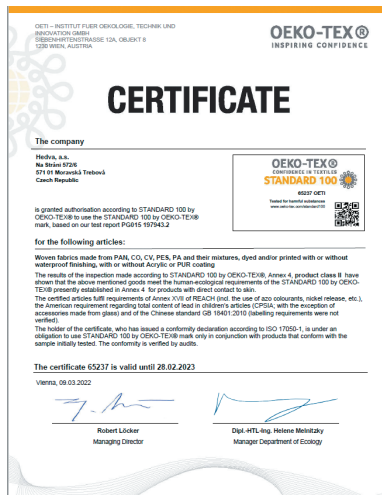 OETI – INSTITUT FUER OEKOLOGIE, TECHNIK UND
INNOVATION GMBH
SIEBENHIRTENSTRASSE 12A, OBJEKT 8
1230 WIEN, AUSTRIA
OEKO-TEX®
INSPIRING CONFIDENCE
CERTIFICATE
The company
Hedva, a.s.
Na Stráni 572/6
571 01 Moravská Trebová
Czech Republic
OEKO-TEX®
CONFIDENCE IN TEXTILES
STANDARD 100
65237 OETI
Tested for harmful substances
www.oeko-tex.com/standard100
is granted authorisation according to STANDARD 100 by
OEKO-TEX® to use the STANDARD 100 by OEKO-TEX®
mark, based on our test report PG015 197943.2
for the following articles:
Woven fabrics made from PAN, CO, CV, PES, PA and their mixtures, dyed and/or printed with or without
waterproof finishing, with or without Acrylic or PUR coating
The results of the inspection made according to STANDARD 100 by OEKO-TEX®, Annex 4, product class II have
shown that the above mentioned goods meet the human-ecological requirements of the STANDARD 100 by OEKO-
TEX® presently established in Annex 4 for products with direct contact to skin.
The certified articles fulfil requirements of Annex XVII of REACH (incl. the use of azo colourants, nickel release, etc.),
the American requirement regarding total content of lead in children's articles (CPSIA; with the exception of
accessories made from glass) and of the Chinese standard GB 18401:2010 (labelling requirements were not
verified).
The holder of the certificate, who has issued a conformity declaration according to ISO 17050-1, is under an
obligation to use STANDARD 100 by OEKO-TEX® mark only in conjunction with products that conform with the
sample initially tested. The conformity is verified by audits.
The certificate 65237 is valid until 28.02.2023
Vienna, 09.03.2022
Robert Löcker
Managing Director
Dipl.-HTL-Ing. Helene Melnitzky
Manager Department of Ecology